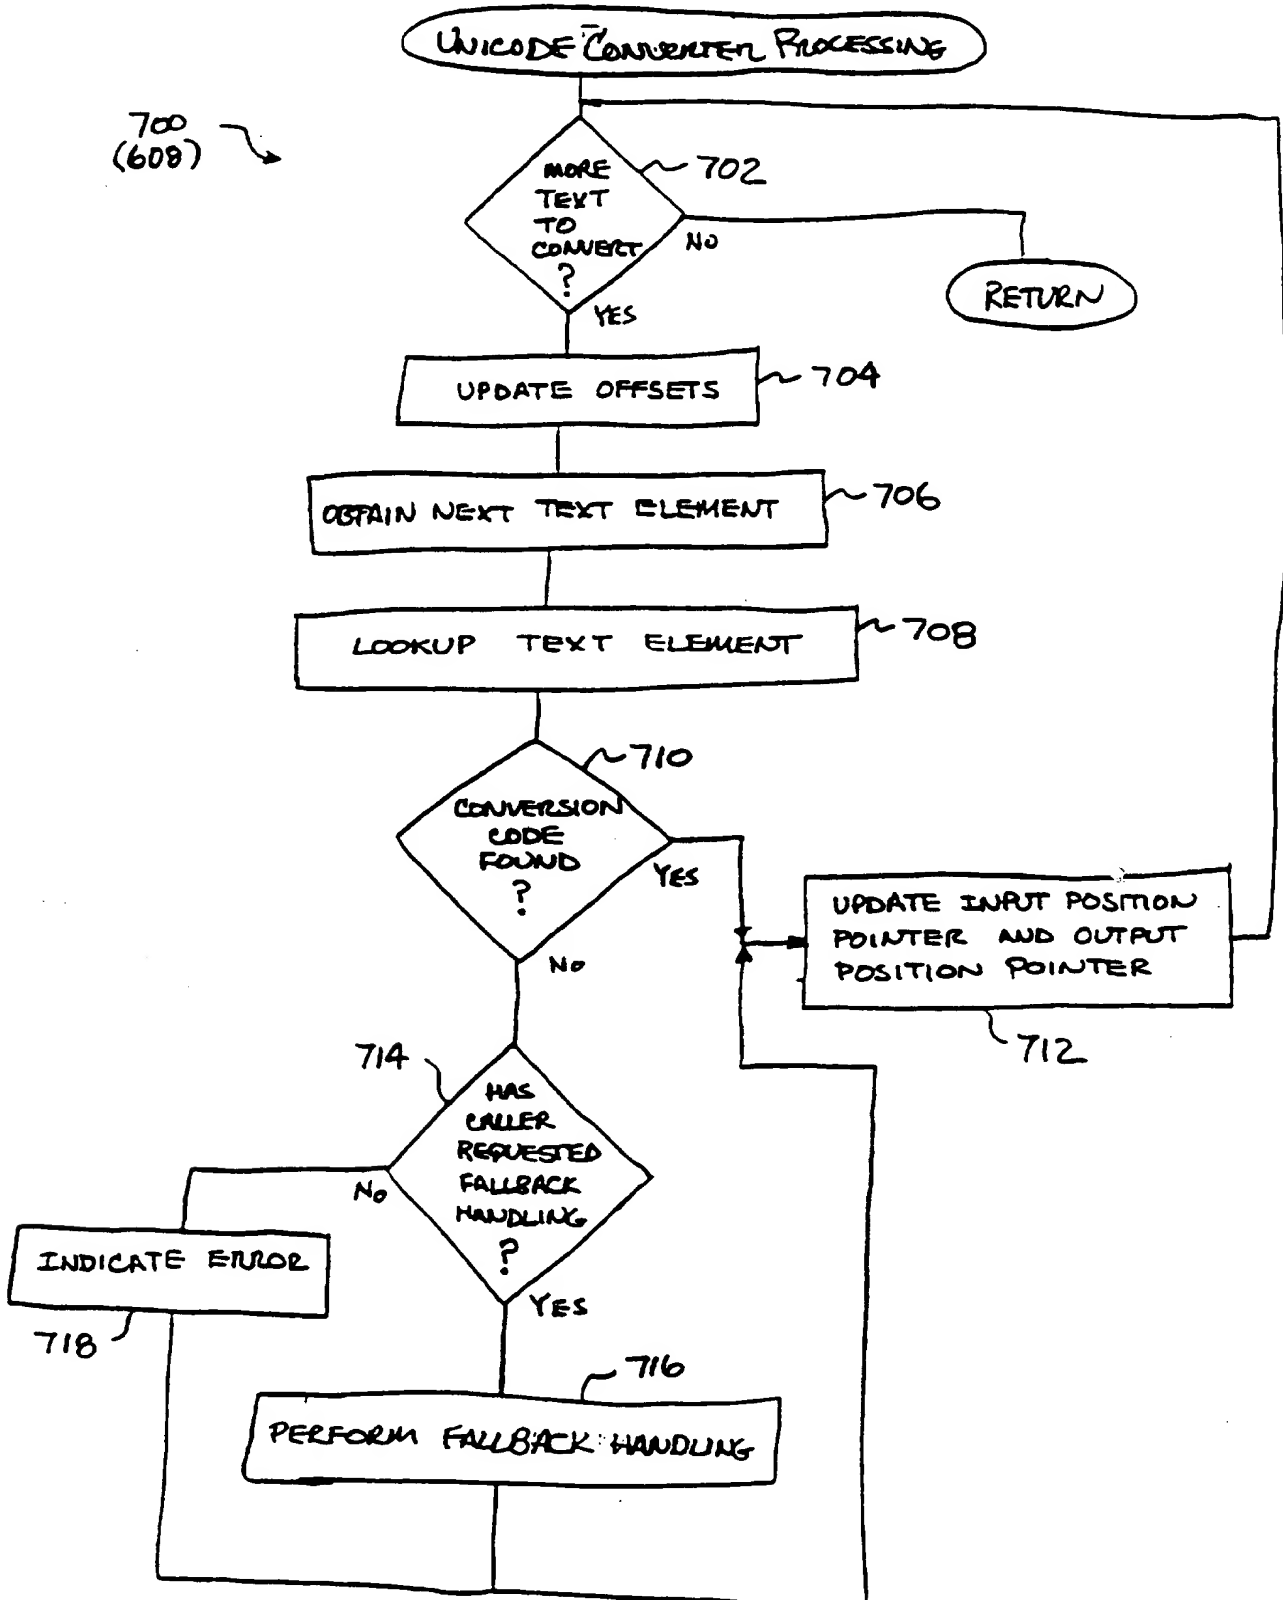 UNICODE CONVERTER PROCESSING
700
(608)
702
MORE
TEXT
TO
CONVERT
?
NO
RETURN
YES
UPDATE OFFSETS
704
OBTAIN NEXT TEXT ELEMENT
706
LOOKUP TEXT ELEMENT
708
710
CONVERSION
CODE
FOUND
?
YES
UPDATE INPUT POSITION
POINTER AND OUTPUT
POSITION POINTER
712
NO
714
HAS
CALLER
REQUESTED
FALLBACK
HANDLING
?
NO
INDICATE ERROR
718
YES
716
PERFORM FALLBACK HANDLING